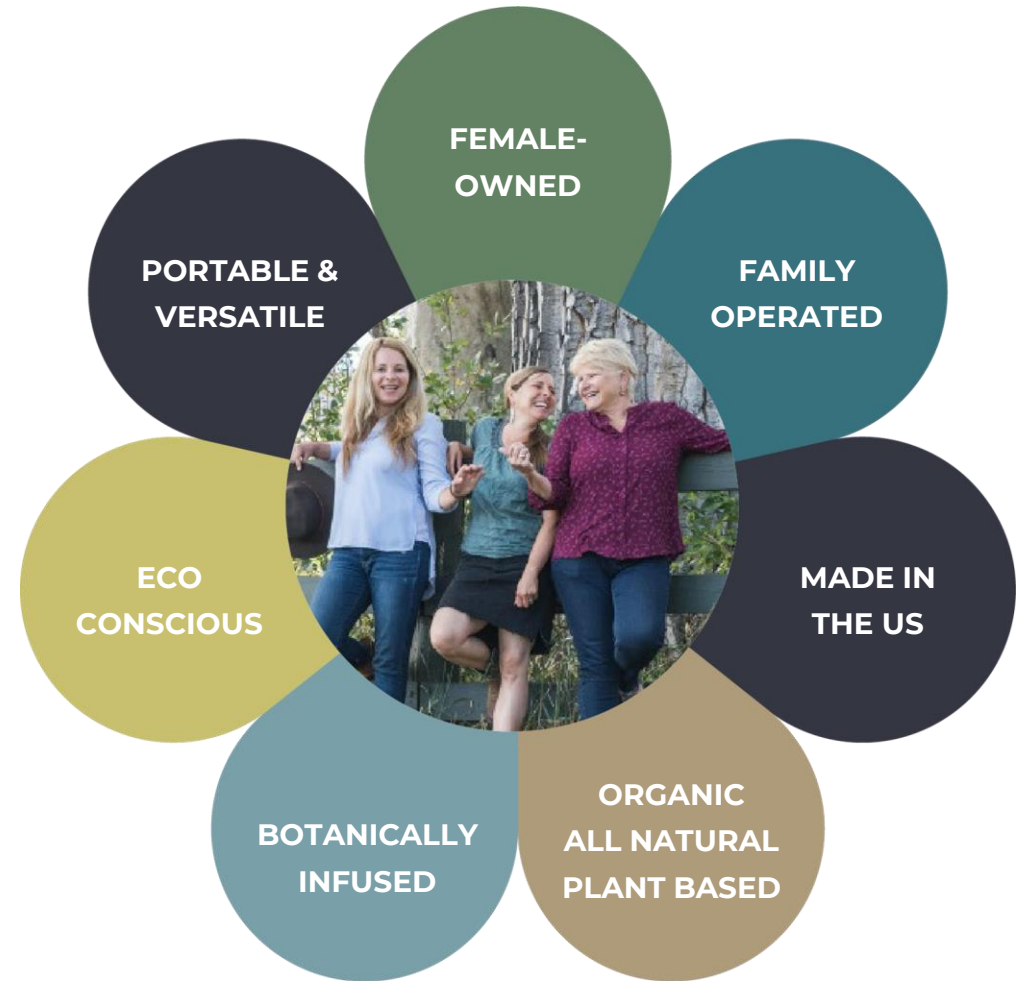 FEMALE-
OWNED
FAMILY
OPERATED
MADE IN
THE US
ORGANIC
ALL NATURAL
PLANT BASED
BOTANICALLY
INFUSED
ECO
CONSCIOUS
PORTABLE &
VERSATILE